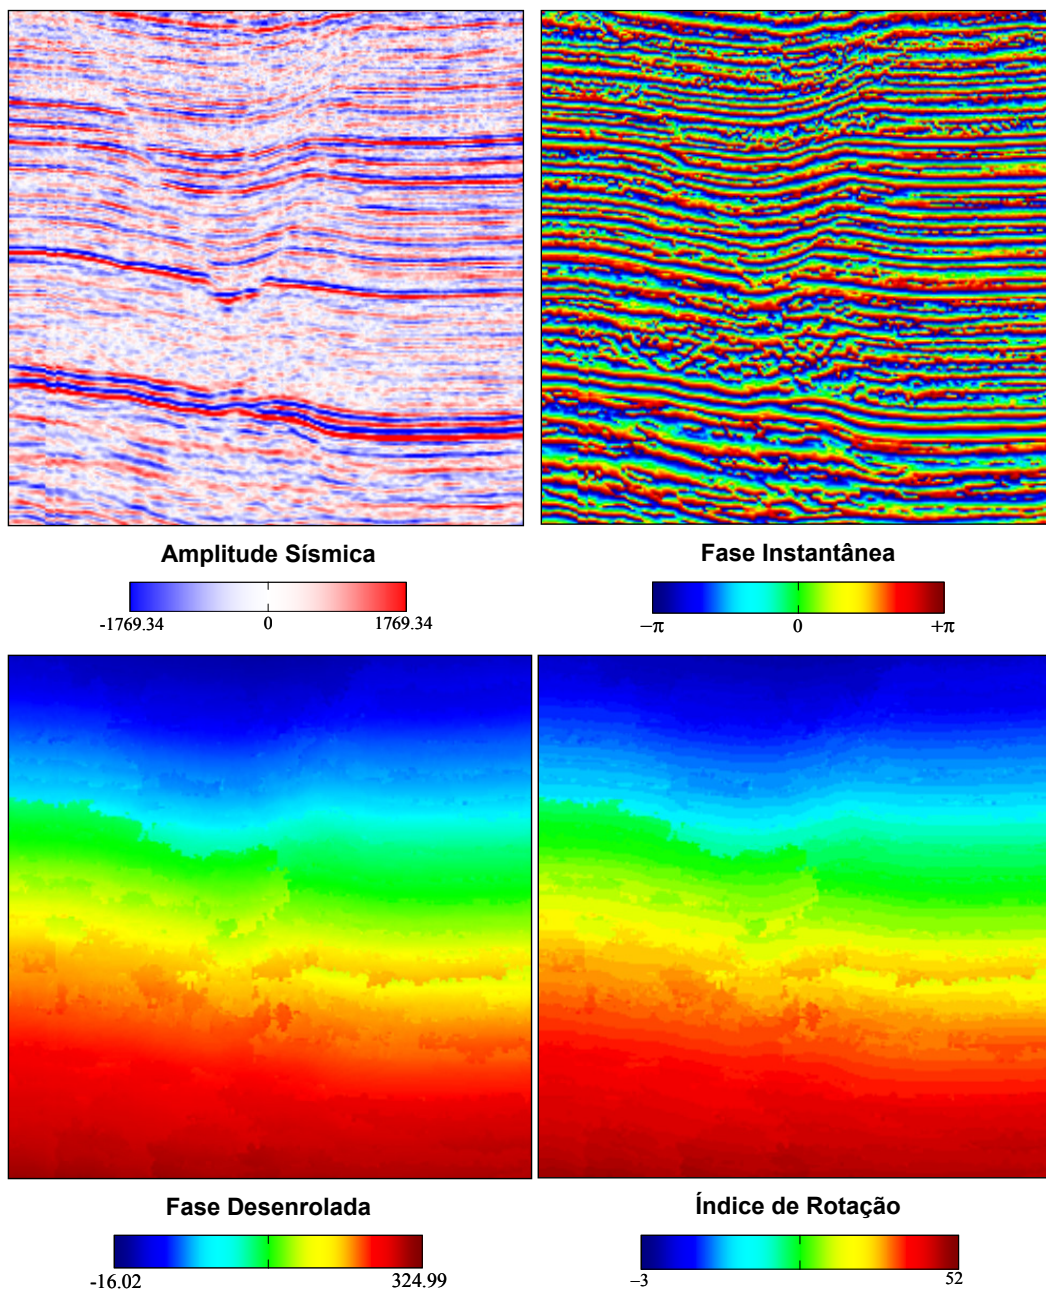 Amplitude Sísmica
-1769.34 0 1769.34
Fase Instantânea
−π 0 +π
Fase Desenrolada
-16.02 324.99
Índice de Rotação
−3 52